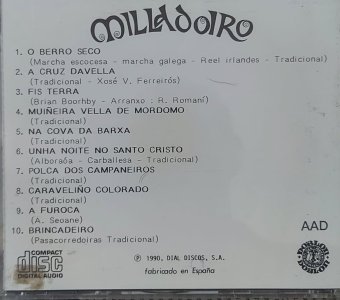 MILLADOIRO
1. O BERRO SECO
(Marcha escocesa - marcha galega - Reel irlandes - Tradicional)
2. A CRUZ DAVELLA
(Tradicional - Xosé V. Ferreirós)
3. FIS TERRA
(Brian Boorhby - Arranxo : R. Romaní)
4. MUIÑEIRA VELLA DE MORDOMO
(Tradicional)
5. NA COVA DA BARXA
(Tradicional)
6. UNHA NOITE NO SANTO CRISTO
(Alboraôa - Carballesa - Tradicional)
7. POLCA DOS CAMPANEIROS
(Tradicional)
8. CARAVELIÑO COLORADO
(Tradicional)
9. A FUROCA
(A. Seoane)
10. BRINCADEIRO
(Pasacorredoiras Tradicional)
AAD
COMPACT
disc
DIGITAL AUDIO
℗ 1990, DIAL DISCOS, S.A.
fabricado en España